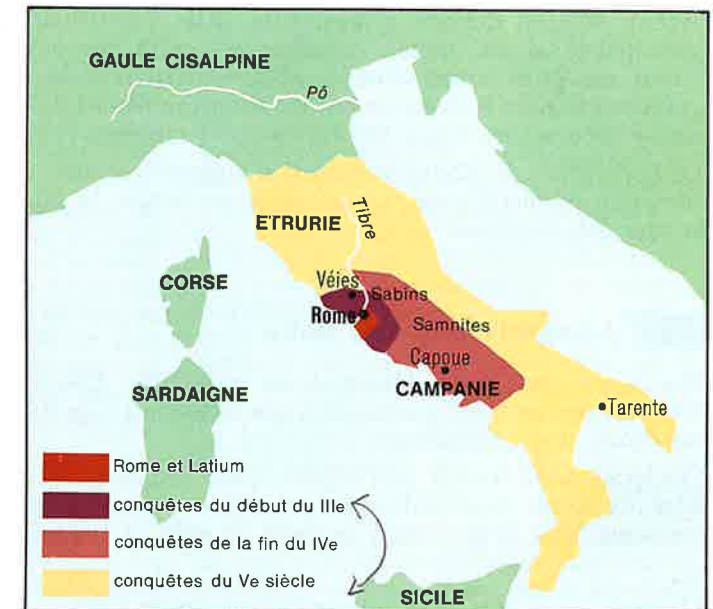 GAULE CISALPINE
Pô
ETRURIE
Tibre
CORSE
Véies
Sabins
Rome
Samnites
Capoue
SARDAIGNE
CAMPANIE
Tarente
Rome et Latium
conquêtes du début du IIIe
conquêtes de la fin du IVe
conquêtes du Ve siècle
SICILE